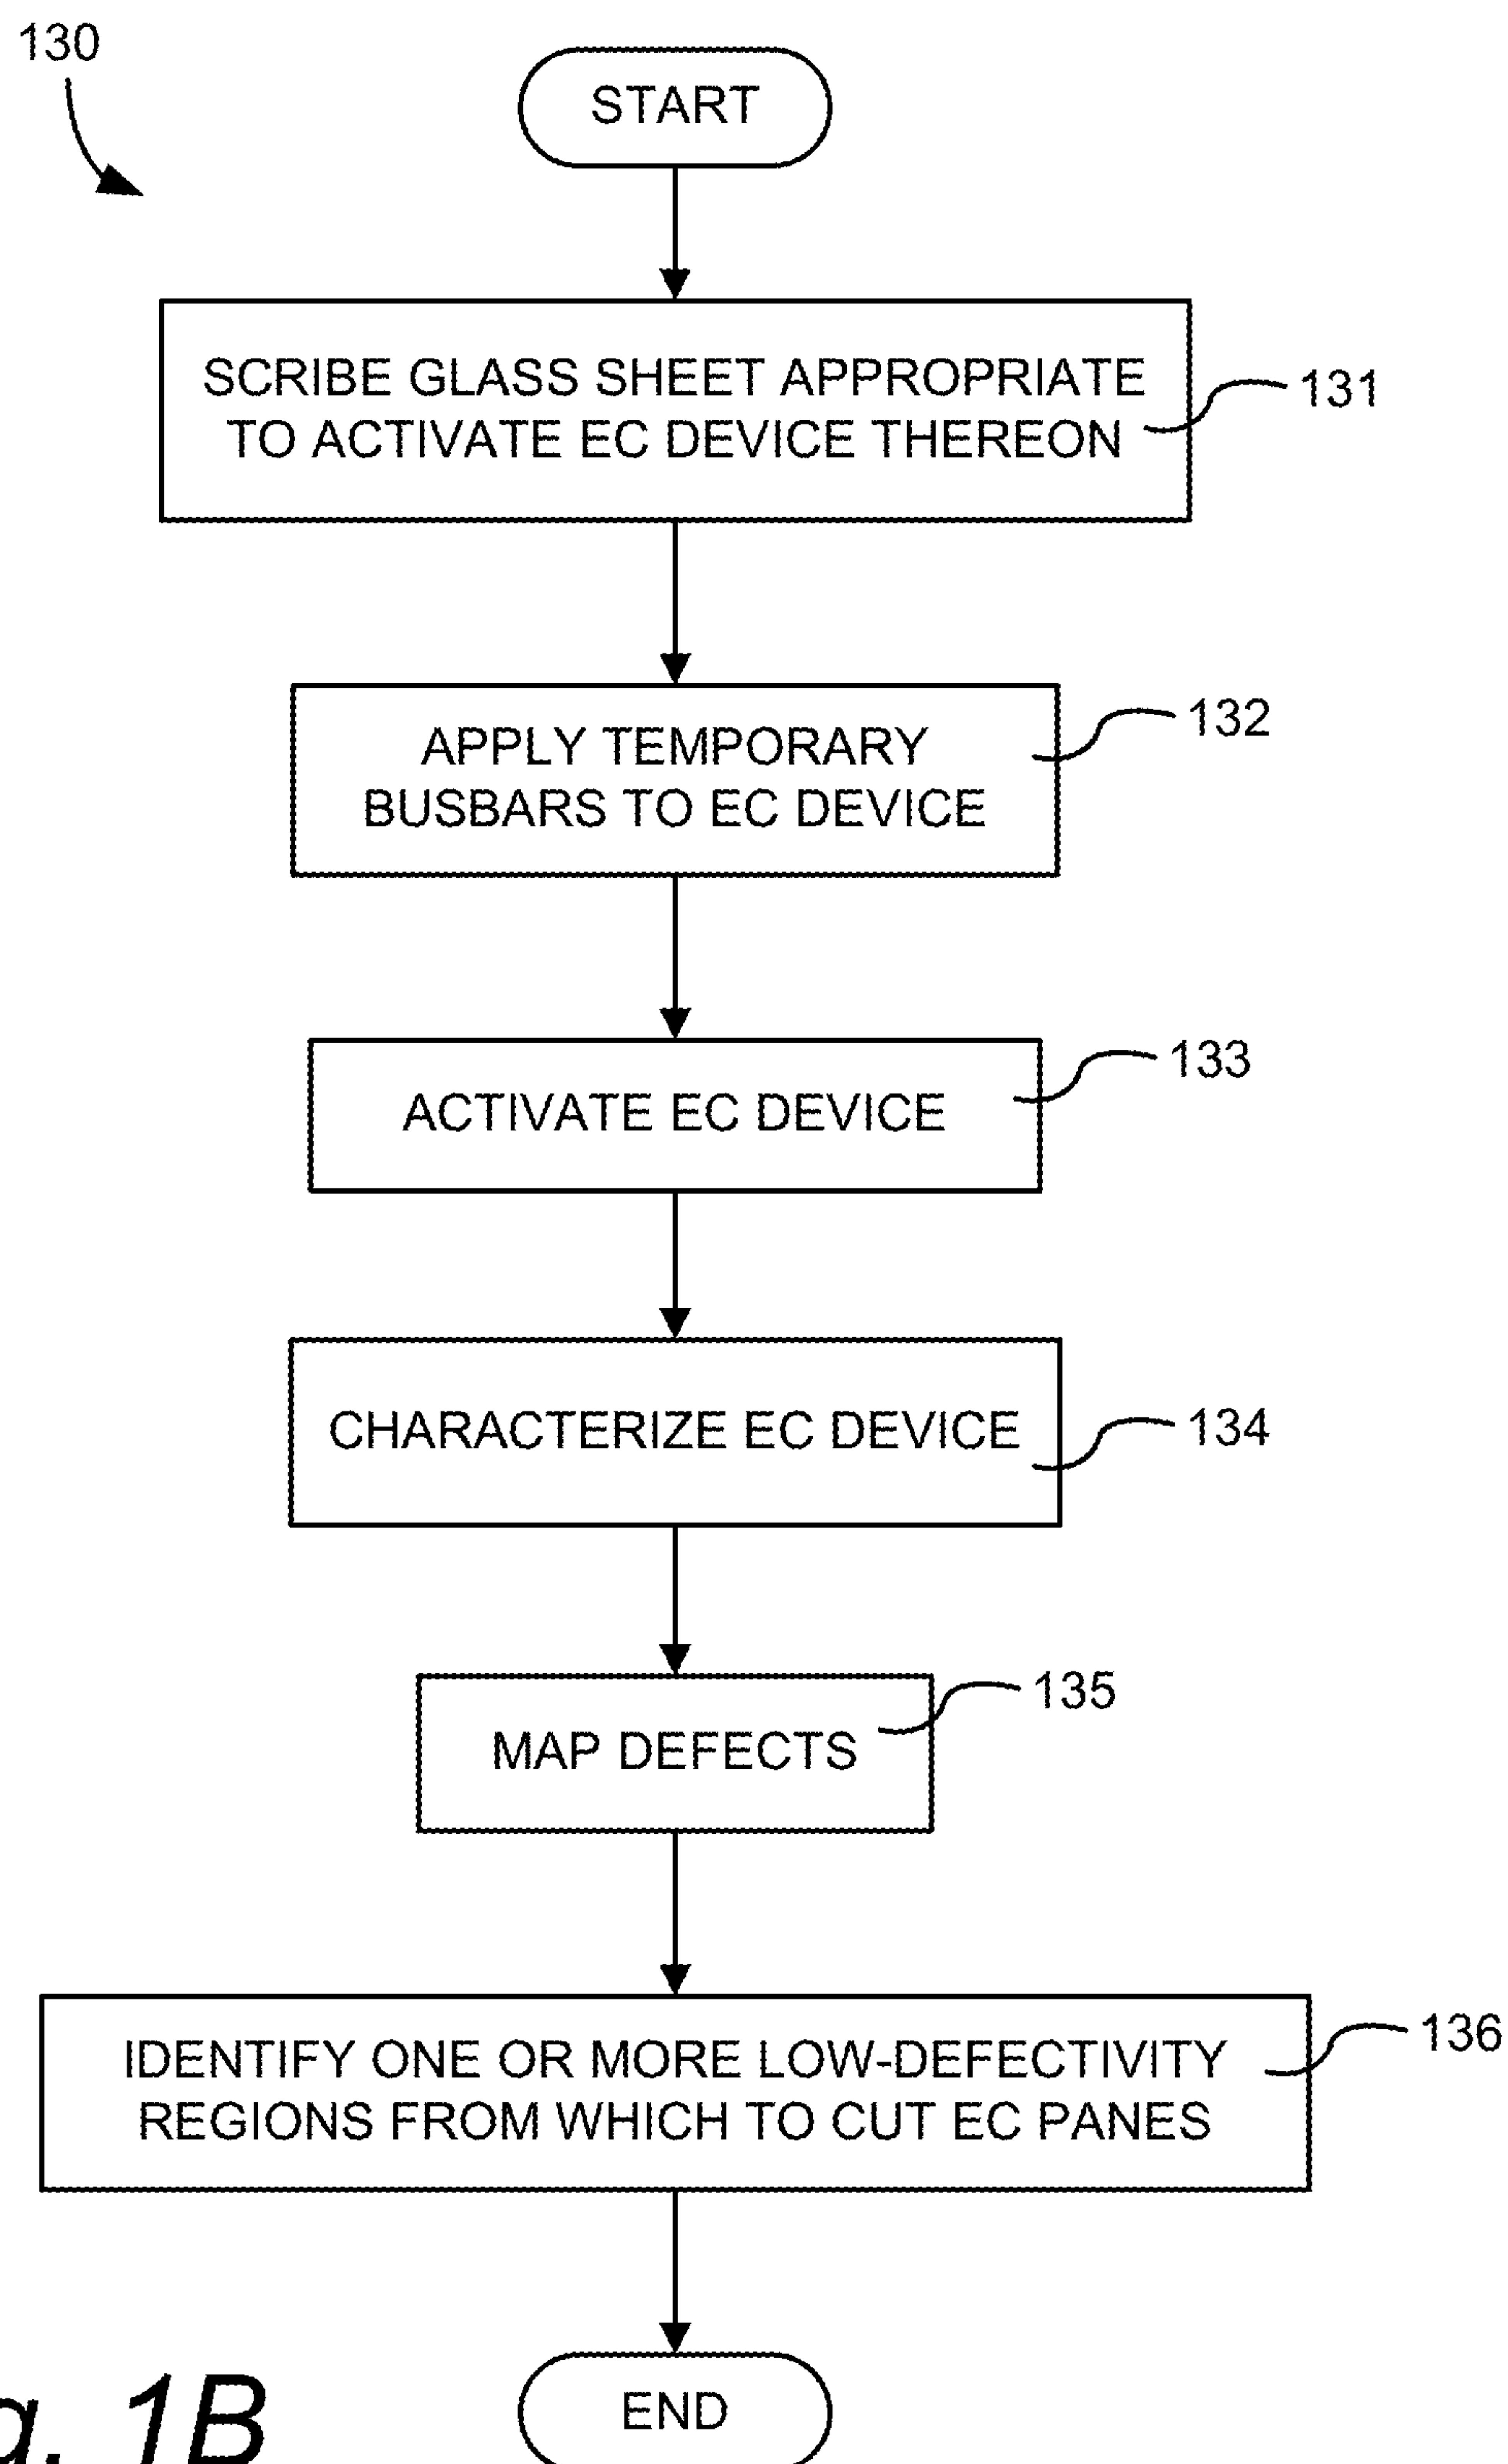 130
START
SCRIBE GLASS SHEET APPROPRIATE
TO ACTIVATE EC DEVICE THEREON
131
APPLY TEMPORARY
BUSBARS TO EC DEVICE
132
ACTIVATE EC DEVICE
133
CHARACTERIZE EC DEVICE
134
MAP DEFECTS
135
IDENTIFY ONE OR MORE LOW-DEFECTIVITY
REGIONS FROM WHICH TO CUT EC PANES
136
END
1B